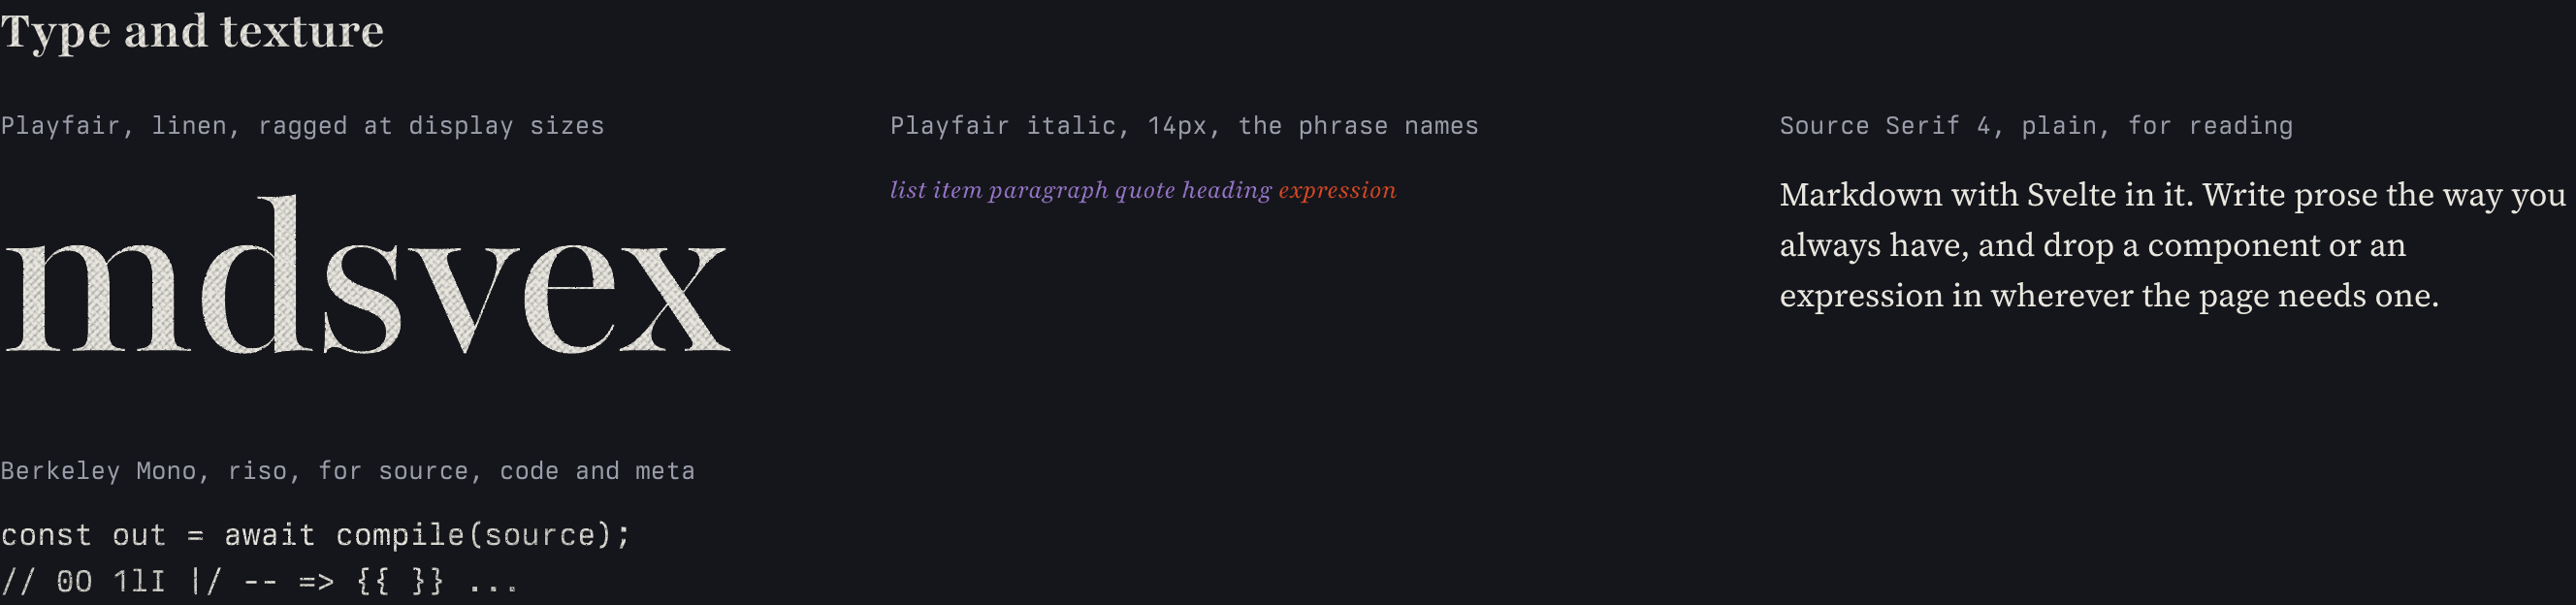 Type and texture
Playfair, linen, ragged at display sizes
mdsvex
Playfair italic, 14px, the phrase names
list item paragraph quote heading expression
Source Serif 4, plain, for reading
Markdown with Svelte in it. Write prose the way you
always have, and drop a component or an
expression in wherever the page needs one.
Berkeley Mono, riso, for source, code and meta
const out = await compile(source);
// 0O 1lI |/ -- => {{ }} ...